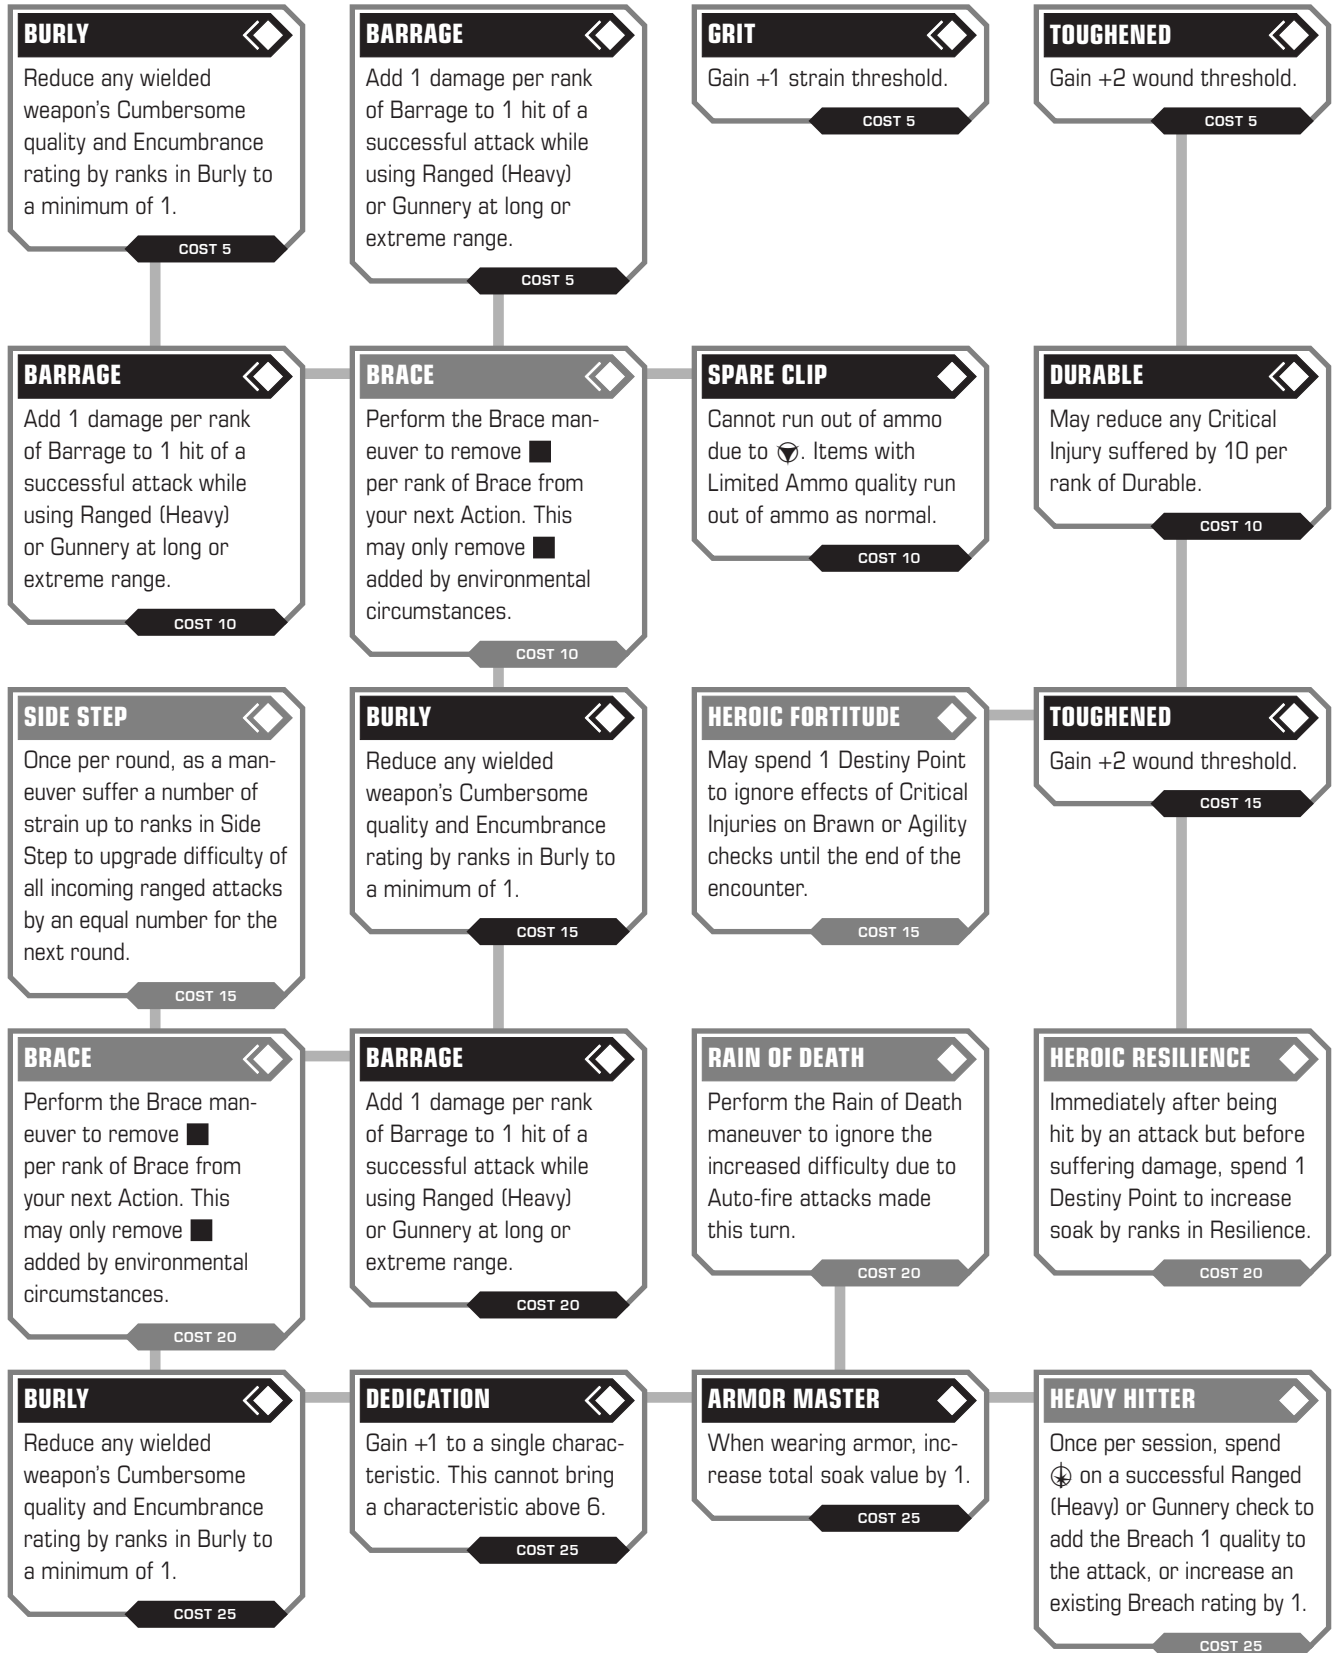 BURLY
Reduce any wielded
weapon's Cumbersome
quality and Encumbrance
rating by ranks in Burly to
a minimum of 1.
COST 5
BARRAGE
Add 1 damage per rank
of Barrage to 1 hit of a
successful attack while
using Ranged (Heavy)
or Gunnery at long or
extreme range.
COST 5
GRIT
Gain +1 strain threshold.
COST 5
TOUGHENED
Gain +2 wound threshold.
COST 5
BARRAGE
Add 1 damage per rank
of Barrage to 1 hit of a
successful attack while
using Ranged (Heavy)
or Gunnery at long or
extreme range.
COST 10
BRACE
Perform the Brace man-
euver to remove
per rank of Brace from
your next Action. This
may only remove
added by environmental
circumstances.
COST 10
SPARE CLIP
Cannot run out of ammo
due to . Items with
Limited Ammo quality run
out of ammo as normal.
COST 10
DURABLE
May reduce any Critical
Injury suffered by 10 per
rank of Durable.
COST 10
SIDE STEP
Once per round, as a man-
euver suffer a number of
strain up to ranks in Side
Step to upgrade difficulty of
all incoming ranged attacks
by an equal number for the
next round.
COST 15
BURLY
Reduce any wielded
weapon's Cumbersome
quality and Encumbrance
rating by ranks in Burly to
a minimum of 1.
COST 15
HEROIC FORTITUDE
May spend 1 Destiny Point
to ignore effects of Critical
Injuries on Brawn or Agility
checks until the end of the
encounter.
COST 15
TOUGHENED
Gain +2 wound threshold.
COST 15
BRACE
Perform the Brace man-
euver to remove
per rank of Brace from
your next Action. This
may only remove
added by environmental
circumstances.
COST 20
BARRAGE
Add 1 damage per rank
of Barrage to 1 hit of a
successful attack while
using Ranged (Heavy)
or Gunnery at long or
extreme range.
COST 20
RAIN OF DEATH
Perform the Rain of Death
maneuver to ignore the
increased difficulty due to
Auto-fire attacks made
this turn.
COST 20
HEROIC RESILIENCE
Immediately after being
hit by an attack but before
suffering damage, spend 1
Destiny Point to increase
soak by ranks in Resilience.
COST 20
BURLY
Reduce any wielded
weapon's Cumbersome
quality and Encumbrance
rating by ranks in Burly to
a minimum of 1.
COST 25
DEDICATION
Gain +1 to a single charac-
teristic. This cannot bring
a characteristic above 6.
COST 25
ARMOR MASTER
When wearing armor, inc-
rease total soak value by 1.
COST 25
HEAVY HITTER
Once per session, spend
on a successful Ranged
(Heavy) or Gunnery check to
add the Breach 1 quality to
the attack, or increase an
existing Breach rating by 1.
COST 25